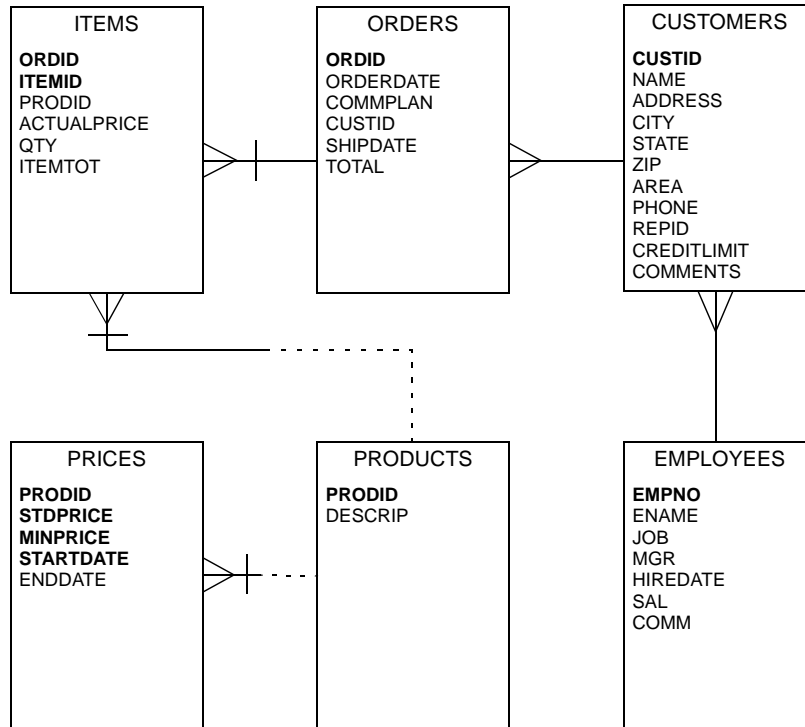 ITEMS
ORDID
ITEMID
PRODID
ACTUALPRICE
QTY
ITEMTOT
ORDERS
ORDID
ORDERDATE
COMMPLAN
CUSTID
SHIPDATE
TOTAL
CUSTOMERS
CUSTID
NAME
ADDRESS
CITY
STATE
ZIP
AREA
PHONE
REPID
CREDITLIMIT
COMMENTS
PRICES
PRODID
STDPRICE
MINPRICE
STARTDATE
ENDDATE
PRODUCTS
PRODID
DESCRIP
EMPLOYEES
EMPNO
ENAME
JOB
MGR
HIREDATE
SAL
COMM